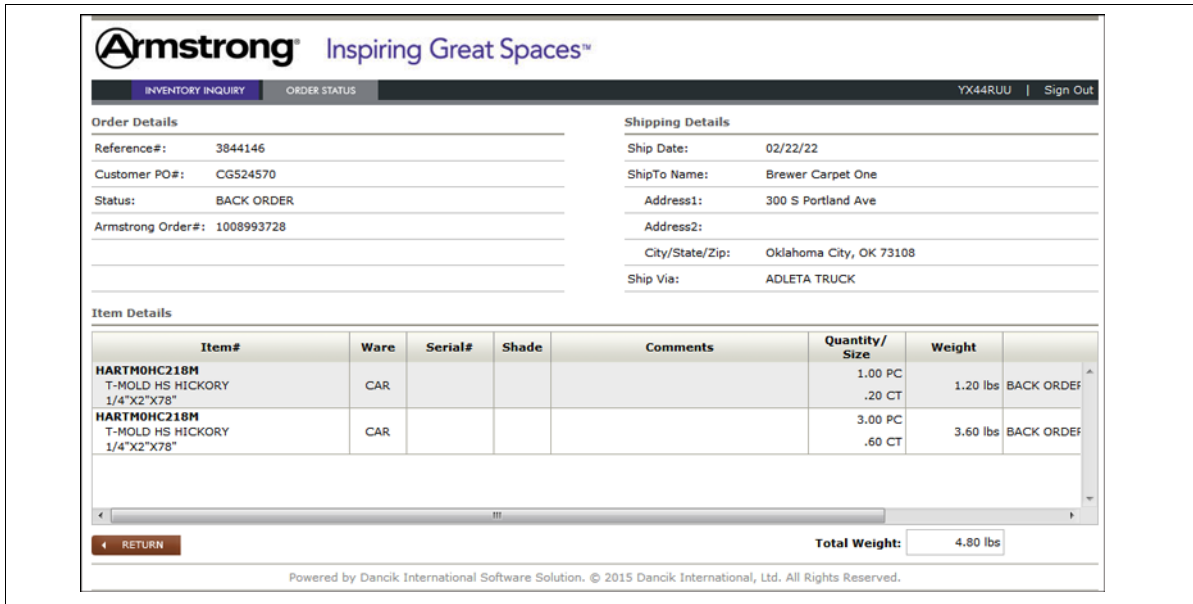 Armstrong® Inspiring Great Spaces™
INVENTORY INQUIRY ORDER STATUS YX44RUU | Sign Out
Order Details Shipping Details
Reference#: 3844146 Ship Date: 02/22/22
Customer PO#: CG524570 ShipTo Name: Brewer Carpet One
Status: BACK ORDER Address1: 300 S Portland Ave
Armstrong Order#: 1008993728 Address2:
City/State/Zip: Oklahoma City, OK 73108
Ship Via: ADLETA TRUCK
Item Details
Item# Ware Serial# Shade Comments Quantity/ Size Weight
HARTM0HC218M
T-MOLD HS HICKORY
1/4"X2"X78"
CAR
1.00 PC
.20 CT
1.20 lbs BACK ORDER
HARTM0HC218M
T-MOLD HS HICKORY
1/4"X2"X78"
CAR
3.00 PC
.60 CT
3.60 lbs BACK ORDER
RETURN Total Weight: 4.80 lbs
Powered by Dancik International Software Solution. © 2015 Dancik International, Ltd. All Rights Reserved.